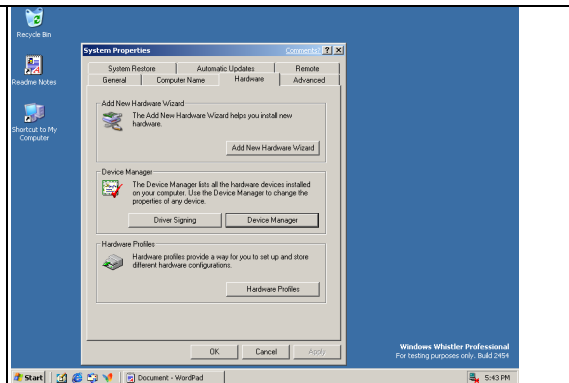 Recycle Bin
Readme Notes
Shortcut to My
Computer
System Properties
Comments?
System Restore
Automatic Updates
Remote
General
Computer Name
Hardware
Advanced
Add New Hardware Wizard
The Add New Hardware Wizard helps you install new
hardware.
Add New Hardware Wizard
Device Manager
The Device Manager lists all the hardware devices installed
on your computer. Use the Device Manager to change the
properties of any device.
Driver Signing
Device Manager
Hardware Profiles
Hardware profiles provide a way for you to set up and store
different hardware configurations.
Hardware Profiles
OK
Cancel
Apply
Windows Whistler Professional
For testing purposes only. Build 2454
Start
Document - WordPad
5:43 PM